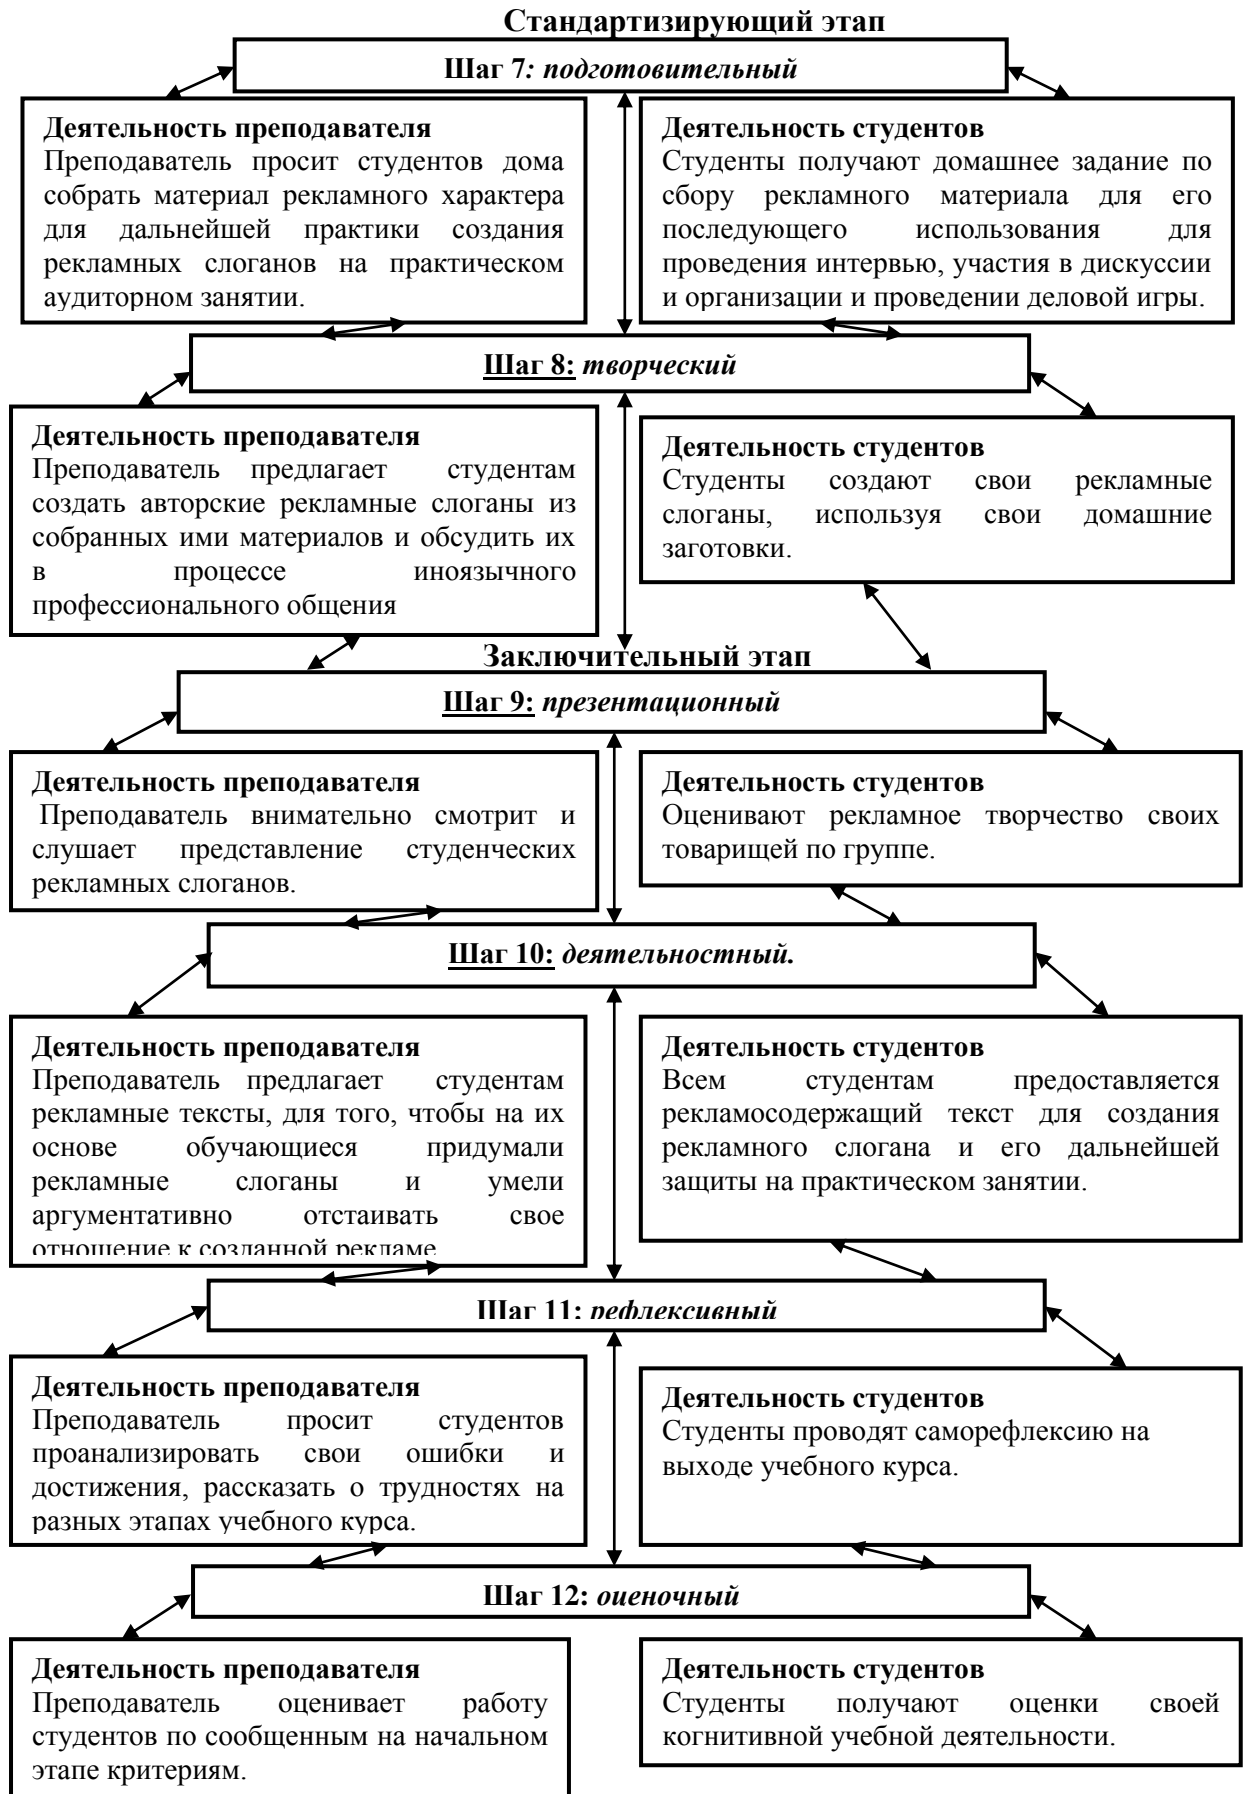 Стандартизирующий этап
Шаг 7: подготовительный
Деятельность преподавателя
Преподаватель просит студентов дома
собрать материал рекламного характера
для дальнейшей практики создания
рекламных слоганов на практическом
аудиторном занятии.
Деятельность студентов
Студенты получают домашнее задание по
сбору рекламного материала для его
последующего использования для
проведения интервью, участия в дискуссии
и организации и проведении деловой игры.
Шаг 8: творческий
Деятельность преподавателя
Преподаватель предлагает студентам
создать авторские рекламные слоганы из
собранных ими материалов и обсудить их
в процессе иноязычного
профессионального общения
Деятельность студентов
Студенты создают свои рекламные
слоганы, используя свои домашние
заготовки.
Заключительный этап
Шаг 9: презентационный
Деятельность преподавателя
Преподаватель внимательно смотрит и
слушает представление студенческих
рекламных слоганов.
Деятельность студентов
Оценивают рекламное творчество своих
товарищей по группе.
Шаг 10: деятельностный.
Деятельность преподавателя
Преподаватель предлагает студентам
рекламные тексты, для того, чтобы на их
основе обучающиеся придумали
рекламные слоганы и умели
аргументативно отстаивать свое
отношение к созданной рекламе
Деятельность студентов
Всем студентам предоставляется
рекламосодержащий текст для создания
рекламного слогана и его дальнейшей
защиты на практическом занятии.
Шаг 11: рефлексивный
Деятельность преподавателя
Преподаватель просит студентов
проанализировать свои ошибки и
достижения, рассказать о трудностях на
разных этапах учебного курса.
Деятельность студентов
Студенты проводят саморефлексию на
выходе учебного курса.
Шаг 12: оценочный
Деятельность преподавателя
Преподаватель оценивает работу
студентов по сообщенным на начальном
этапе критериям.
Деятельность студентов
Студенты получают оценки своей
когнитивной учебной деятельности.